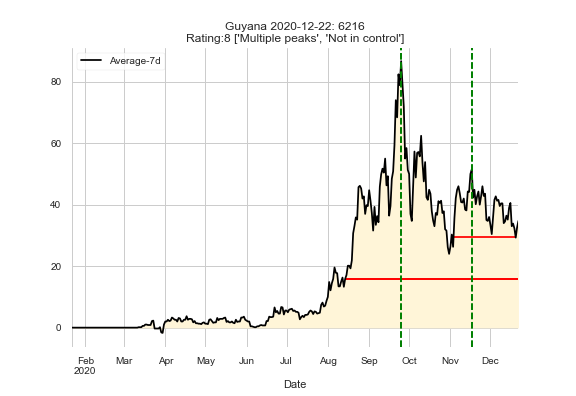 Guyana 2020-12-22: 6216
Rating:8 ['Multiple peaks', 'Not in control']
Average-7d
80
60
40
20
0
Feb Mar Apr May Jun Jul Aug Sep Oct Nov Dec
2020
Date